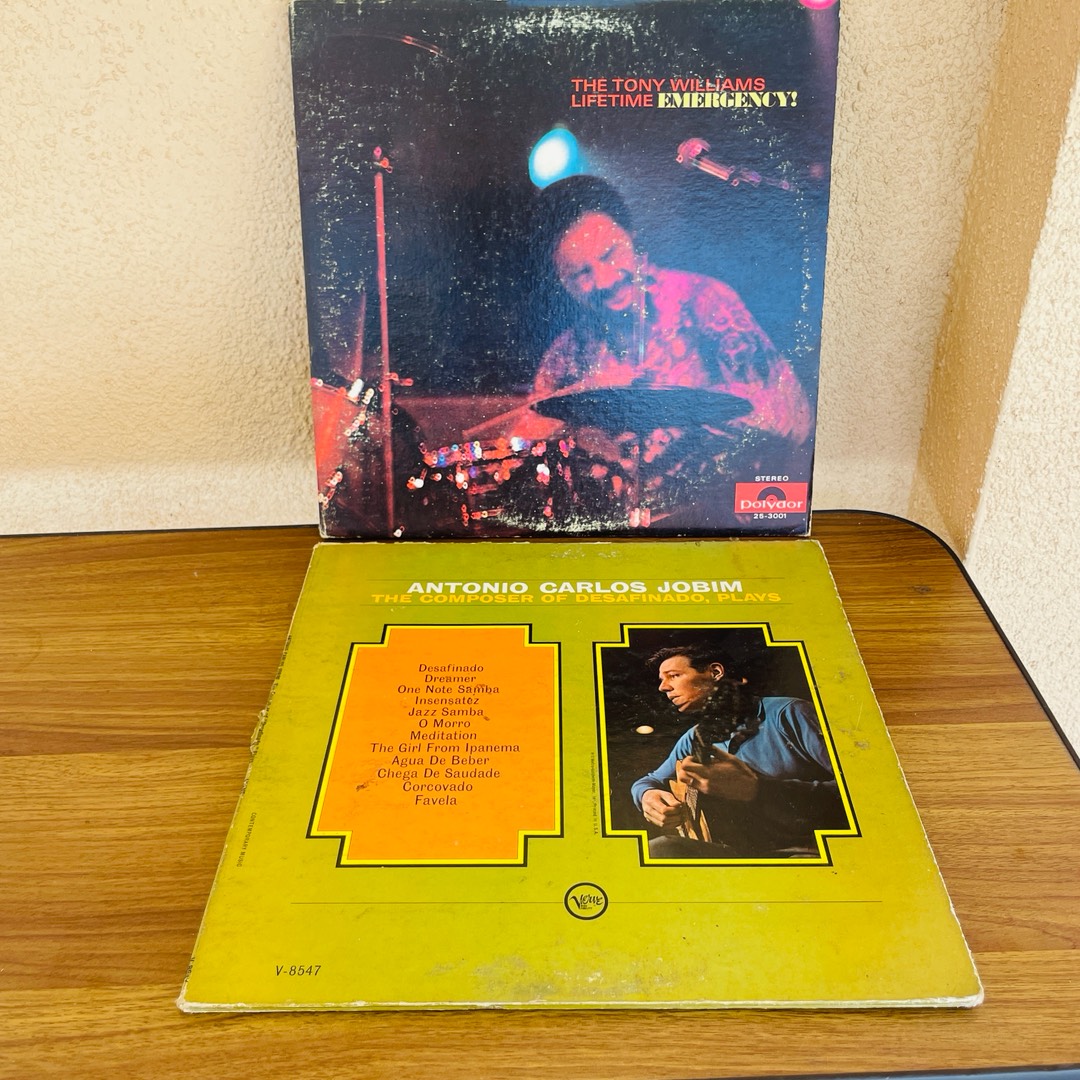 THE TONY WILLIAMS
LIFETIME EMERGENCY!
STEREO
Polydor
25-3001
ANTONIO CARLOS JOBIM
THE COMPOSER OF DESAFINADO, PLAYS
Desafinado
Dreamer
One Note Samba
Insensatez
Jazz Samba
O Morro
Meditation
The Girl From Ipanema
Agua De Beber
Chega De Saudade
Corcovado
Favela
CONTEMPORARY MUSIC
Verve
V-8547